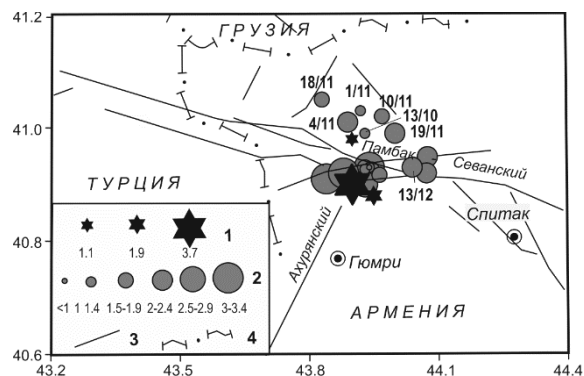 41.2
ГРУЗИЯ
18/11
1/11
10/11
13/10
4/11
19/11
41.0
Памбак
Севанский
ТУРЦИЯ
13/12
Спитак
1
1.1 1.9 3.7
Ахурянский
40.8
Гюмри
2
<1 1 1.4 1.5-1.9 2-2.4 2.5-2.9 3-3.4
АРМЕНИЯ
3 4
40.6
43.2 43.5 43.8 44.1 44.4